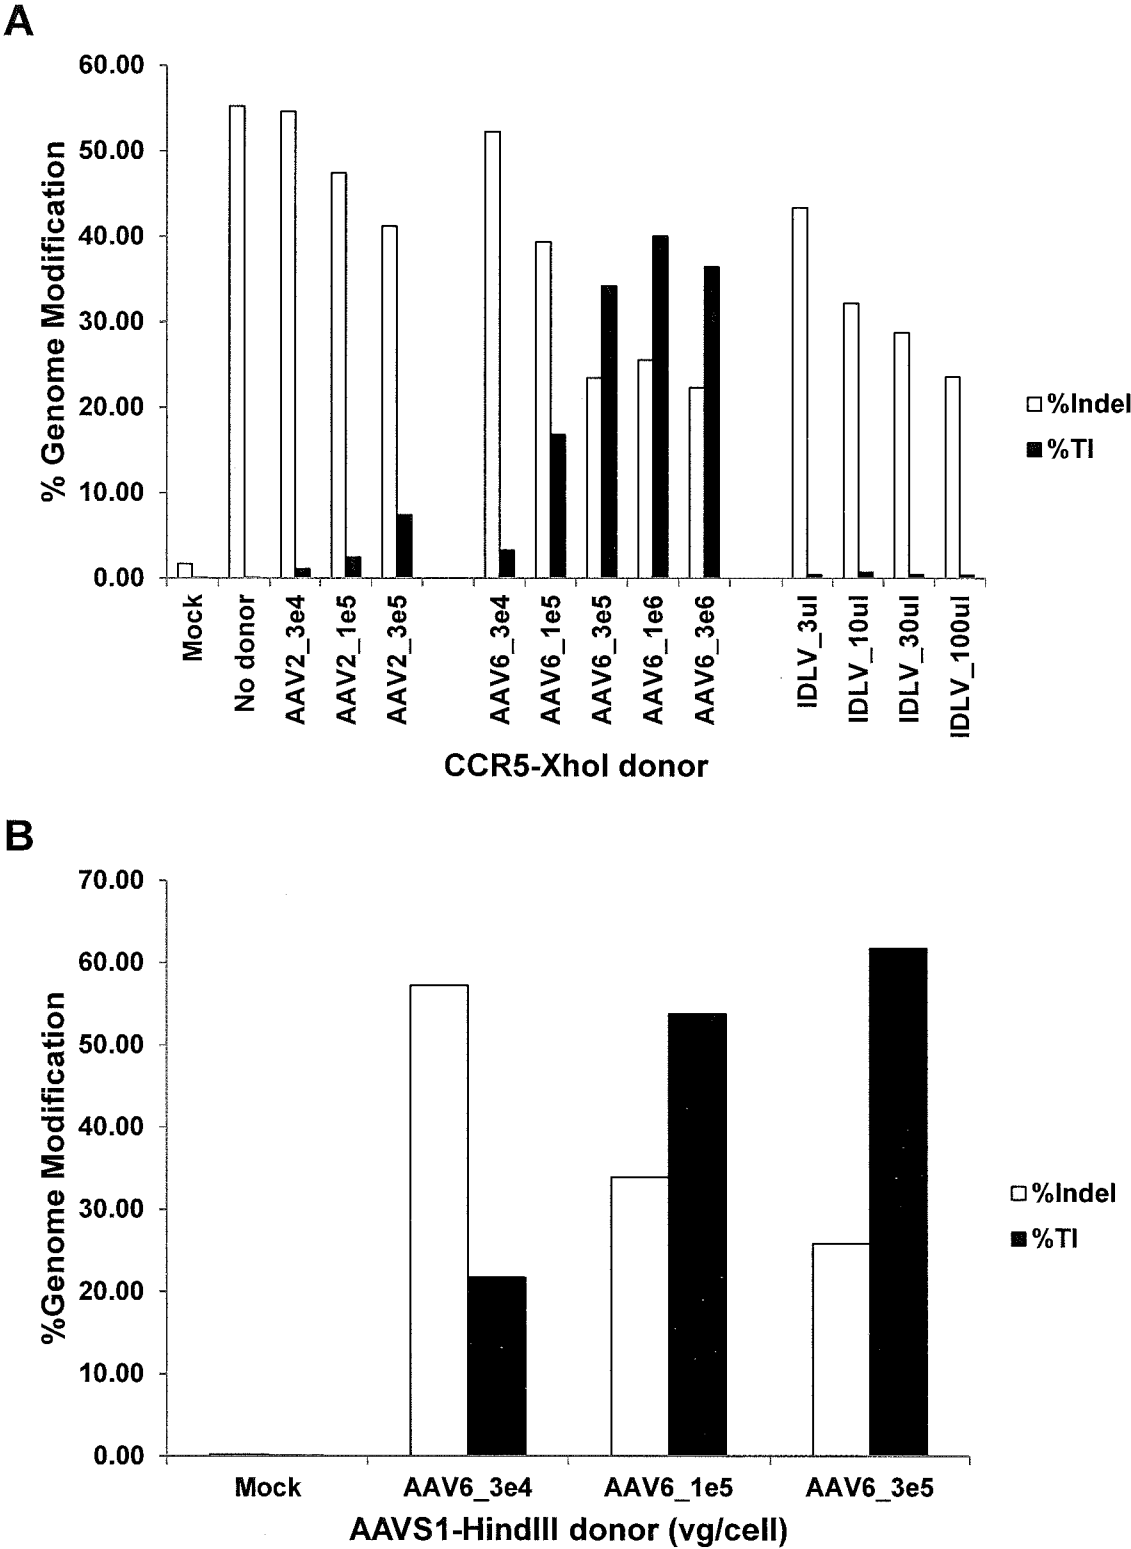 A
60.00
50.00
40.00
30.00
20.00
10.00
0.00
% Genome Modification
Mock
No donor
AAV2_3e4
AAV2_1e5
AAV2_3e5
AAV6_3e4
AAV6_1e5
AAV6_3e5
AAV6_1e6
AAV6_3e6
IDLV_3ul
IDLV_10ul
IDLV_30ul
IDLV_100ul
CCR5-XhoI donor
%Indel
%TI
B
70.00
60.00
50.00
40.00
30.00
20.00
10.00
0.00
%Genome Modification
Mock
AAV6_3e4
AAV6_1e5
AAV6_3e5
AAVS1-HindIII donor (vg/cell)
%Indel
%TI